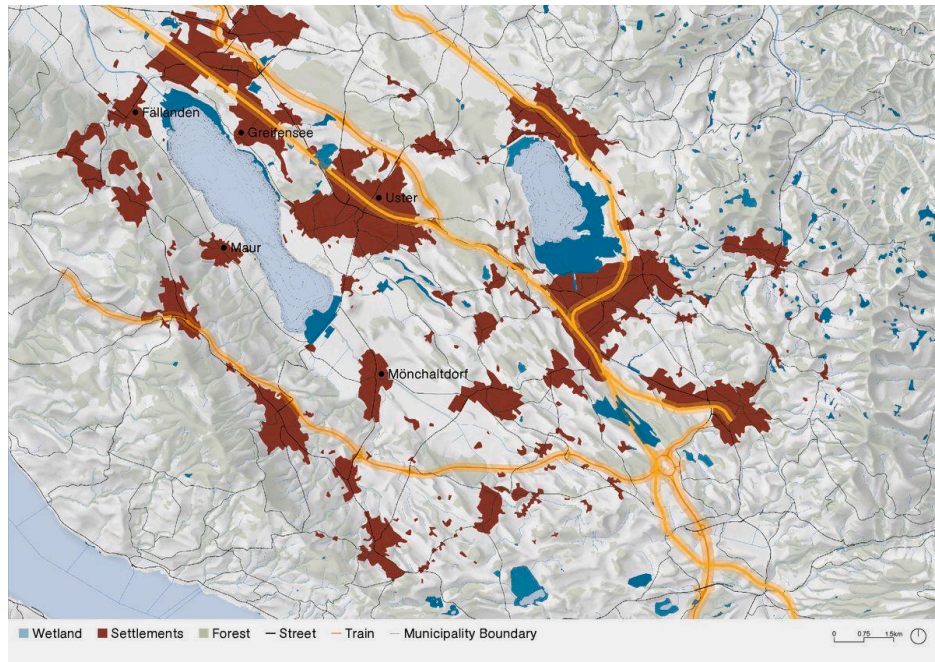 Fällanden
Greifensee
Uster
Maur
Mönchaltdorf
Wetland Settlements Forest Street Train Municipality Boundary
0 0.75 1.5km